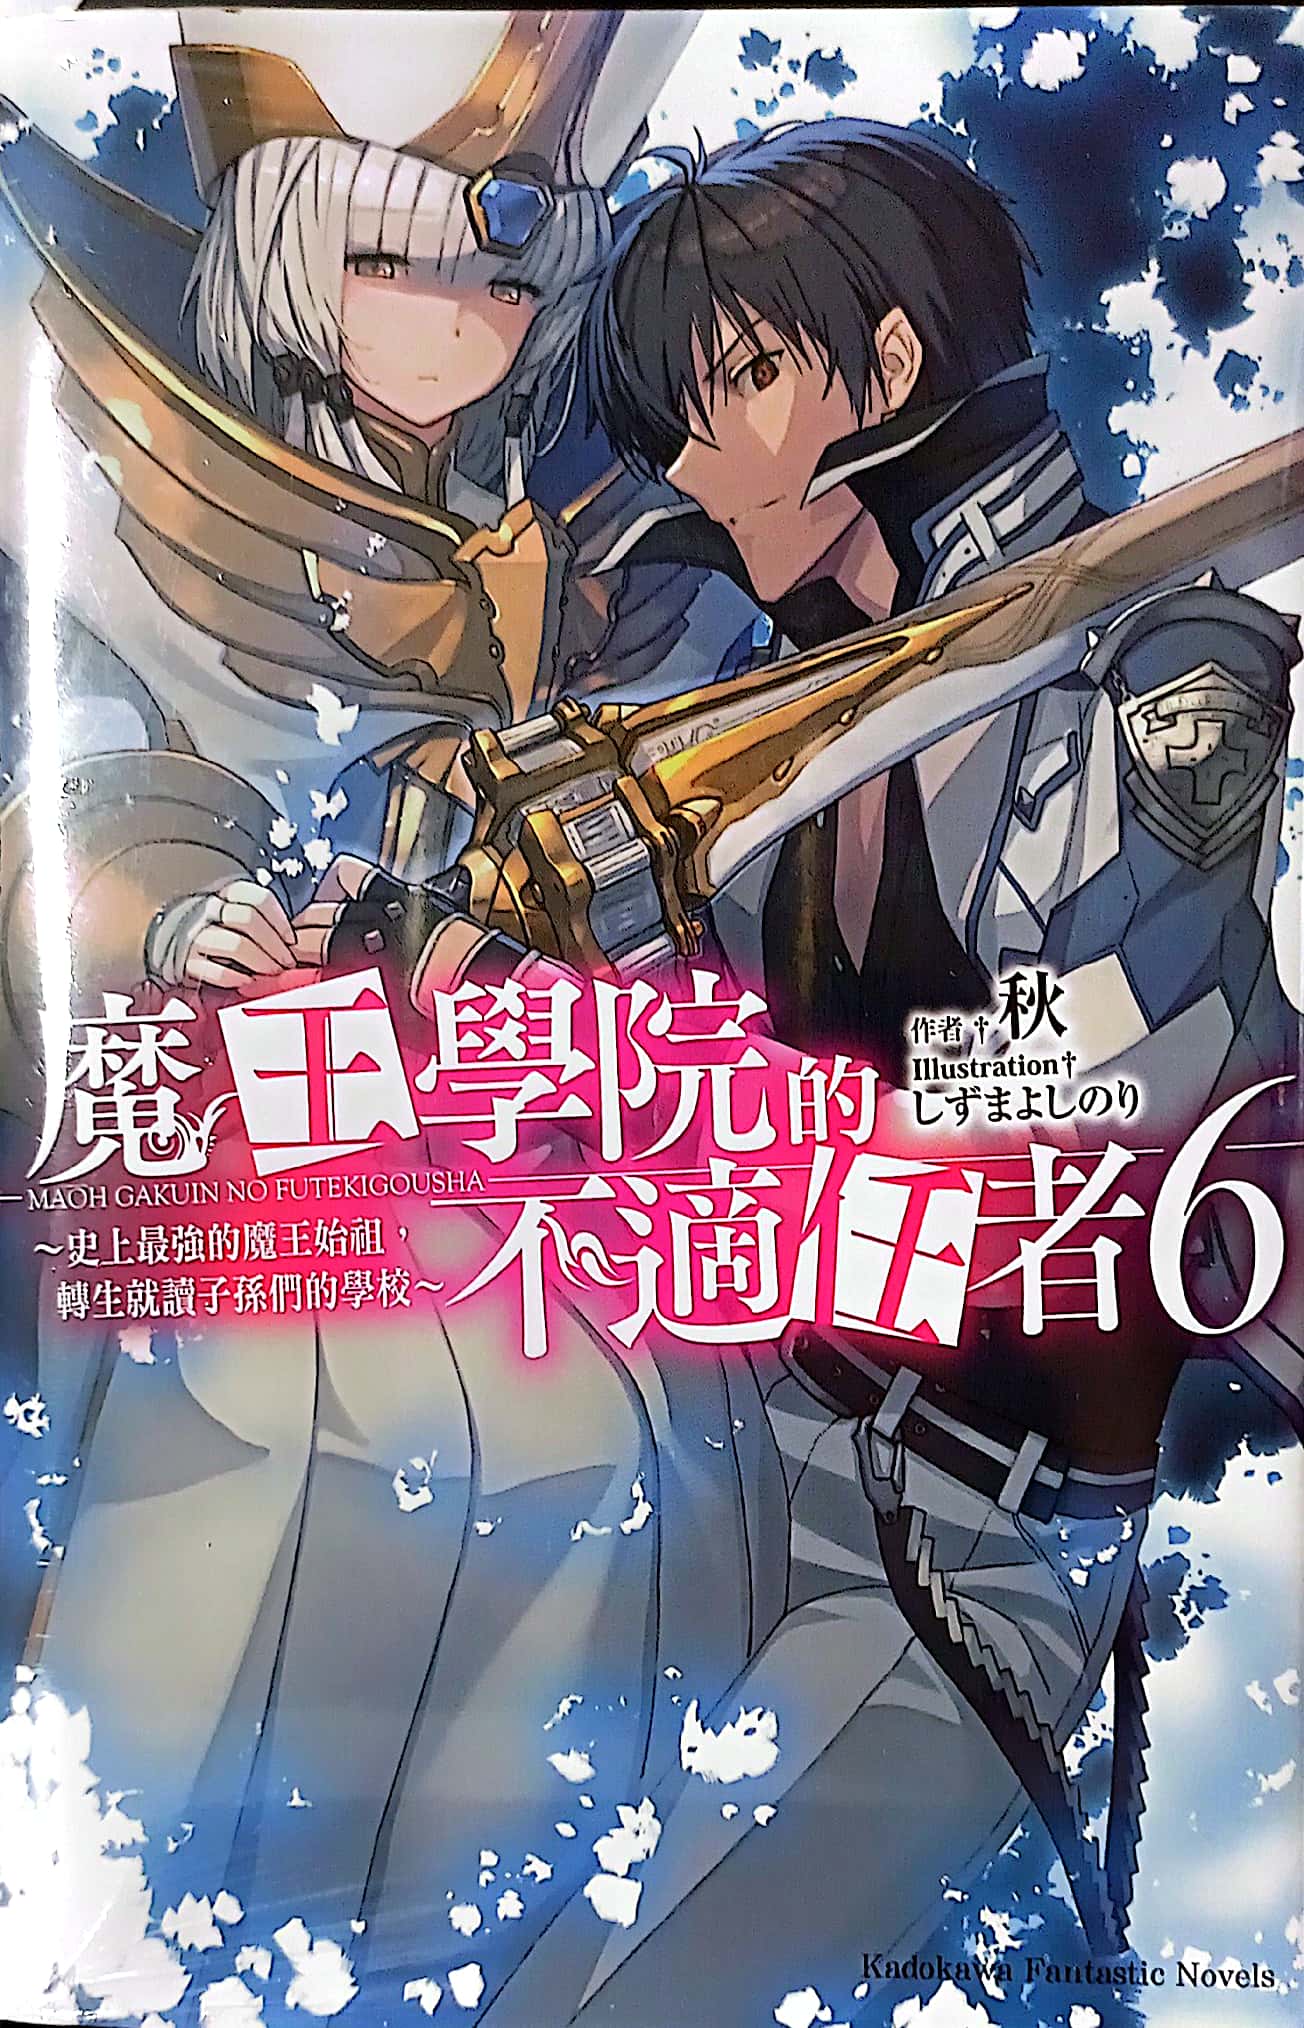 魔王學院的
不適任者6
MAOH GAKUIN NO FUTEKIGOUSHA
～史上最強的魔王始祖，
轉生就讀子孫們的學校～
作者†秋
Illustration†
しずまよしのり
Kadokawa Fantastic Novels